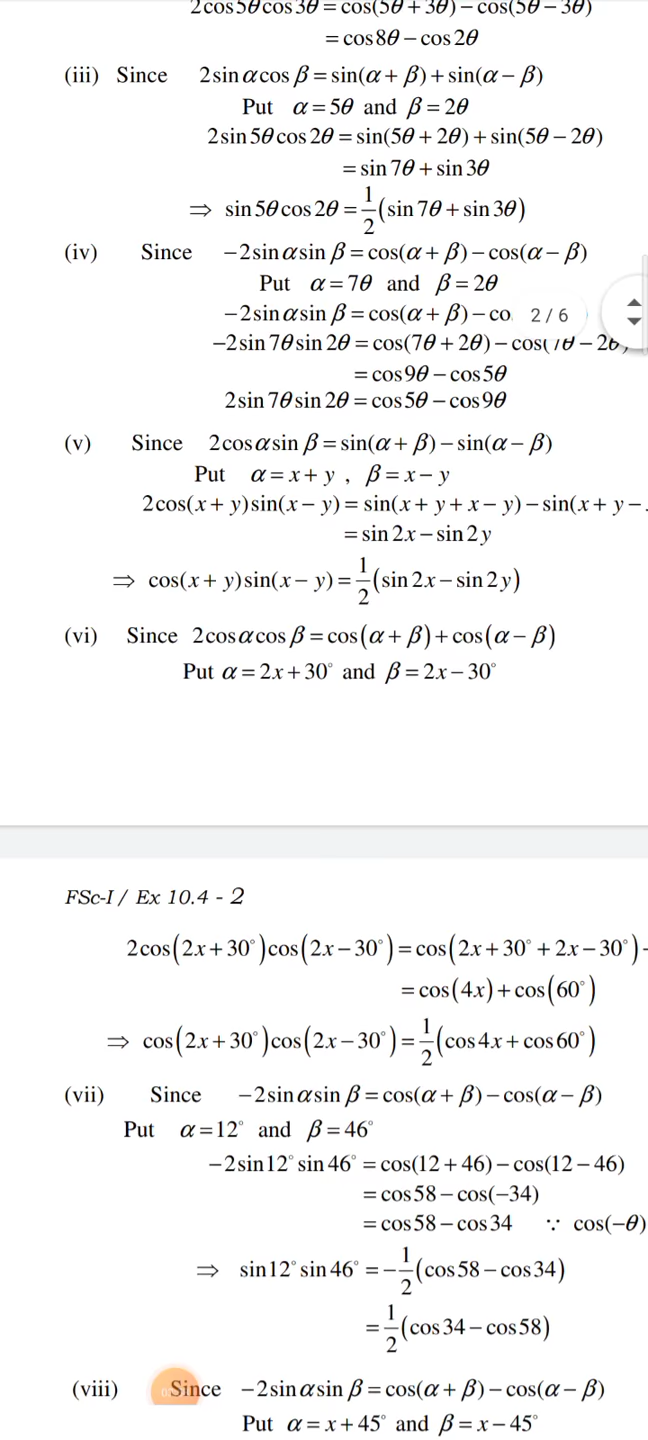 2cos5θcos3θ = cos(5θ + 3θ) − cos(5θ − 3θ)
= cos8θ − cos2θ
(iii) Since 2sinαcosβ = sin(α + β) + sin(α − β)
Put α = 5θ and β = 2θ
2sin5θcos2θ = sin(5θ + 2θ) + sin(5θ − 2θ)
= sin7θ + sin3θ
⇒ sin5θcos2θ = 1/2(sin7θ + sin3θ)
(iv) Since −2sinαsinβ = cos(α + β) − cos(α − β)
Put α = 7θ and β = 2θ
−2sinαsinβ = cos(α + β) − co 2 / 6
−2sin7θsin2θ = cos(7θ + 2θ) − cos(7θ − 2θ)
= cos9θ − cos5θ
2sin7θsin2θ = cos5θ − cos9θ
(v) Since 2cosαsinβ = sin(α + β) − sin(α − β)
Put α = x + y , β = x − y
2cos(x + y)sin(x − y) = sin(x + y + x − y) − sin(x + y −
= sin2x − sin2y
⇒ cos(x + y)sin(x − y) = 1/2(sin2x − sin2y)
(vi) Since 2cosαcosβ = cos(α + β) + cos(α − β)
Put α = 2x + 30° and β = 2x − 30°
FSc-I / Ex 10.4 - 2
2cos(2x + 30°)cos(2x − 30°) = cos(2x + 30° + 2x − 30°)
= cos(4x) + cos(60°)
⇒ cos(2x + 30°)cos(2x − 30°) = 1/2(cos4x + cos60°)
(vii) Since −2sinαsinβ = cos(α + β) − cos(α − β)
Put α = 12° and β = 46°
−2sin12°sin46° = cos(12 + 46) − cos(12 − 46)
= cos58 − cos(−34)
= cos58 − cos34 ∵ cos(−θ)
⇒ sin12°sin46° = −1/2(cos58 − cos34)
= 1/2(cos34 − cos58)
(viii) Since −2sinαsinβ = cos(α + β) − cos(α − β)
Put α = x + 45° and β = x − 45°